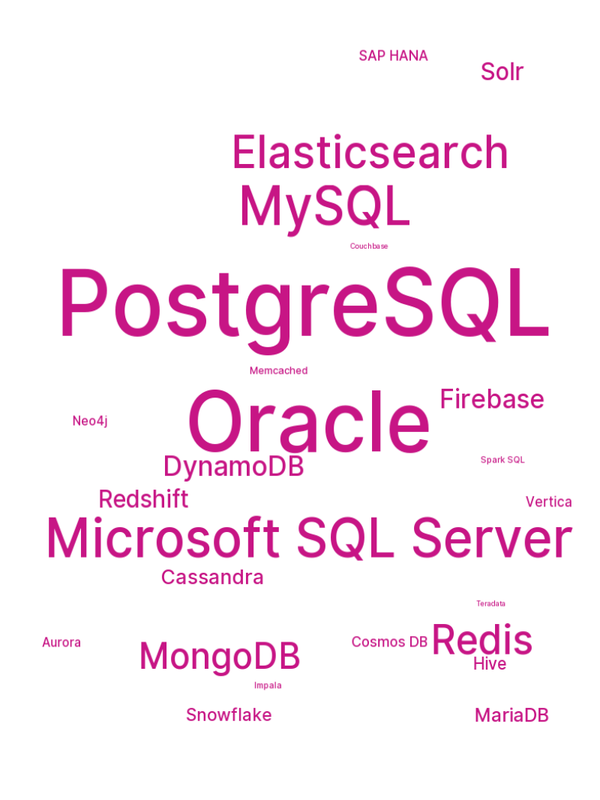 SAP HANA
Solr
Elasticsearch
MySQL
Couchbase
PostgreSQL
Memcached
Oracle
Firebase
Neo4j
DynamoDB
Spark SQL
Redshift
Vertica
Microsoft SQL Server
Cassandra
Teradata
Aurora
MongoDB
Cosmos DB
Redis
Hive
Impala
Snowflake
MariaDB